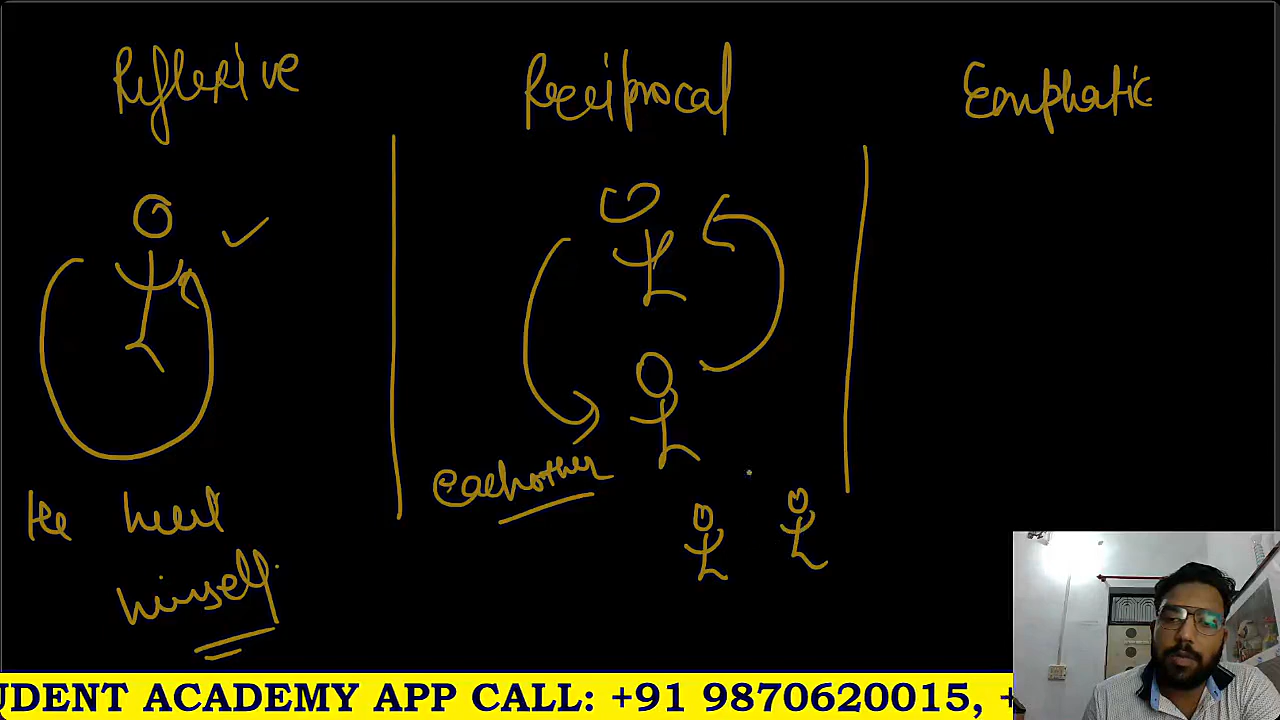 Reflexive
Reciprocal
Emphatic
He hurt
himself
each other
UDENT ACADEMY APP CALL: +91 9870620015, +